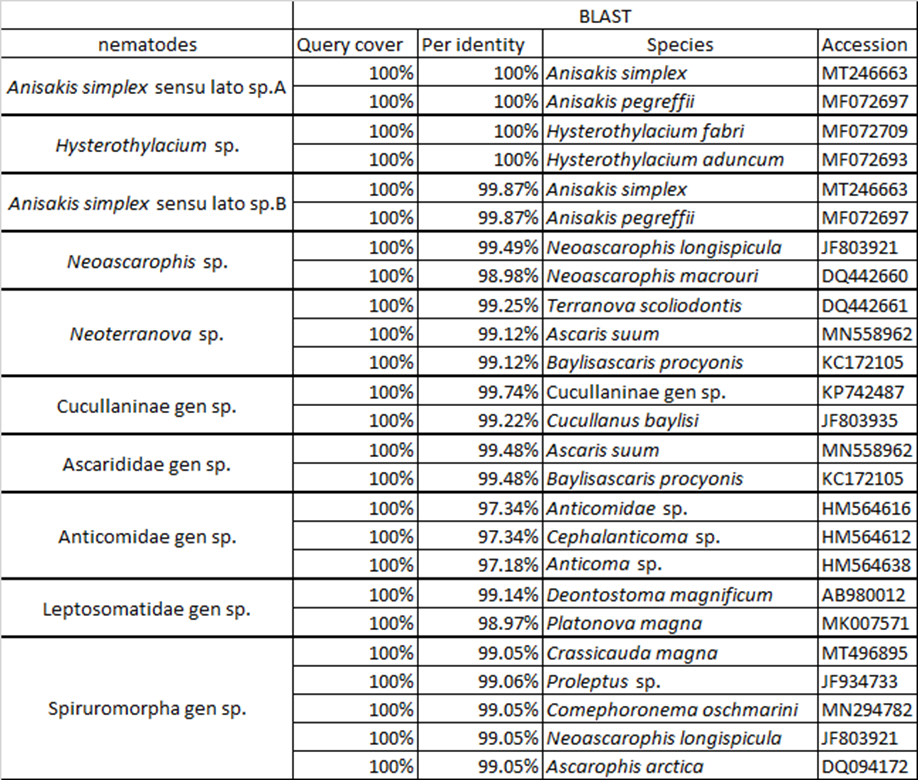 BLAST
nematodes Query cover Per identity Species Accession
Anisakis simplex sensu lato sp.A 100% 100% Anisakis simplex MT246663
100% 100% Anisakis pegreffii MF072697
Hysterothylacium sp. 100% 100% Hysterothylacium fabri MF072709
100% 100% Hysterothylacium aduncum MF072693
Anisakis simplex sensu lato sp.B 100% 99.87% Anisakis simplex MT246663
100% 99.87% Anisakis pegreffii MF072697
Neoascarophis sp. 100% 99.49% Neoascarophis longispicula JF803921
100% 98.98% Neoascarophis macrouri DQ442660
Neoterranova sp. 100% 99.25% Terranova scoliodontis DQ442661
100% 99.12% Ascaris suum MN558962
100% 99.12% Baylisascaris procyonis KC172105
Cucullaninae gen sp. 100% 99.74% Cucullaninae gen sp. KP742487
100% 99.22% Cucullanus baylisi JF803935
Ascarididae gen sp. 100% 99.48% Ascaris suum MN558962
100% 99.48% Baylisascaris procyonis KC172105
Anticomidae gen sp. 100% 97.34% Anticomidae sp. HM564616
100% 97.34% Cephalanticoma sp. HM564612
100% 97.18% Anticoma sp. HM564638
Leptosomatidae gen sp. 100% 99.14% Deontostoma magnificum AB980012
100% 98.97% Platonova magna MK007571
Spiruromorpha gen sp. 100% 99.05% Crassicauda magna MT496895
100% 99.06% Proleptus sp. JF934733
100% 99.05% Comephoronema oschmarini MN294782
100% 99.05% Neoascarophis longispicula JF803921
100% 99.05% Ascarophis arctica DQ094172